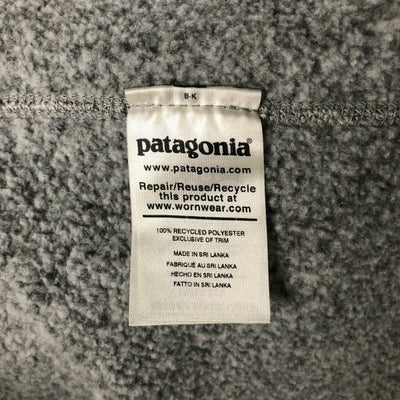 B-K
patagonia
www.patagonia.com
Repair/Reuse/Recycle
this product at
www.wornwear.com
100% RECYCLED POLYESTER
EXCLUSIVE OF TRIM
MADE IN SRI LANKA
FABRIQUÉ AU SRI LANKA
HECHO EN SRI LANKA
FATTO IN SRI LANKA